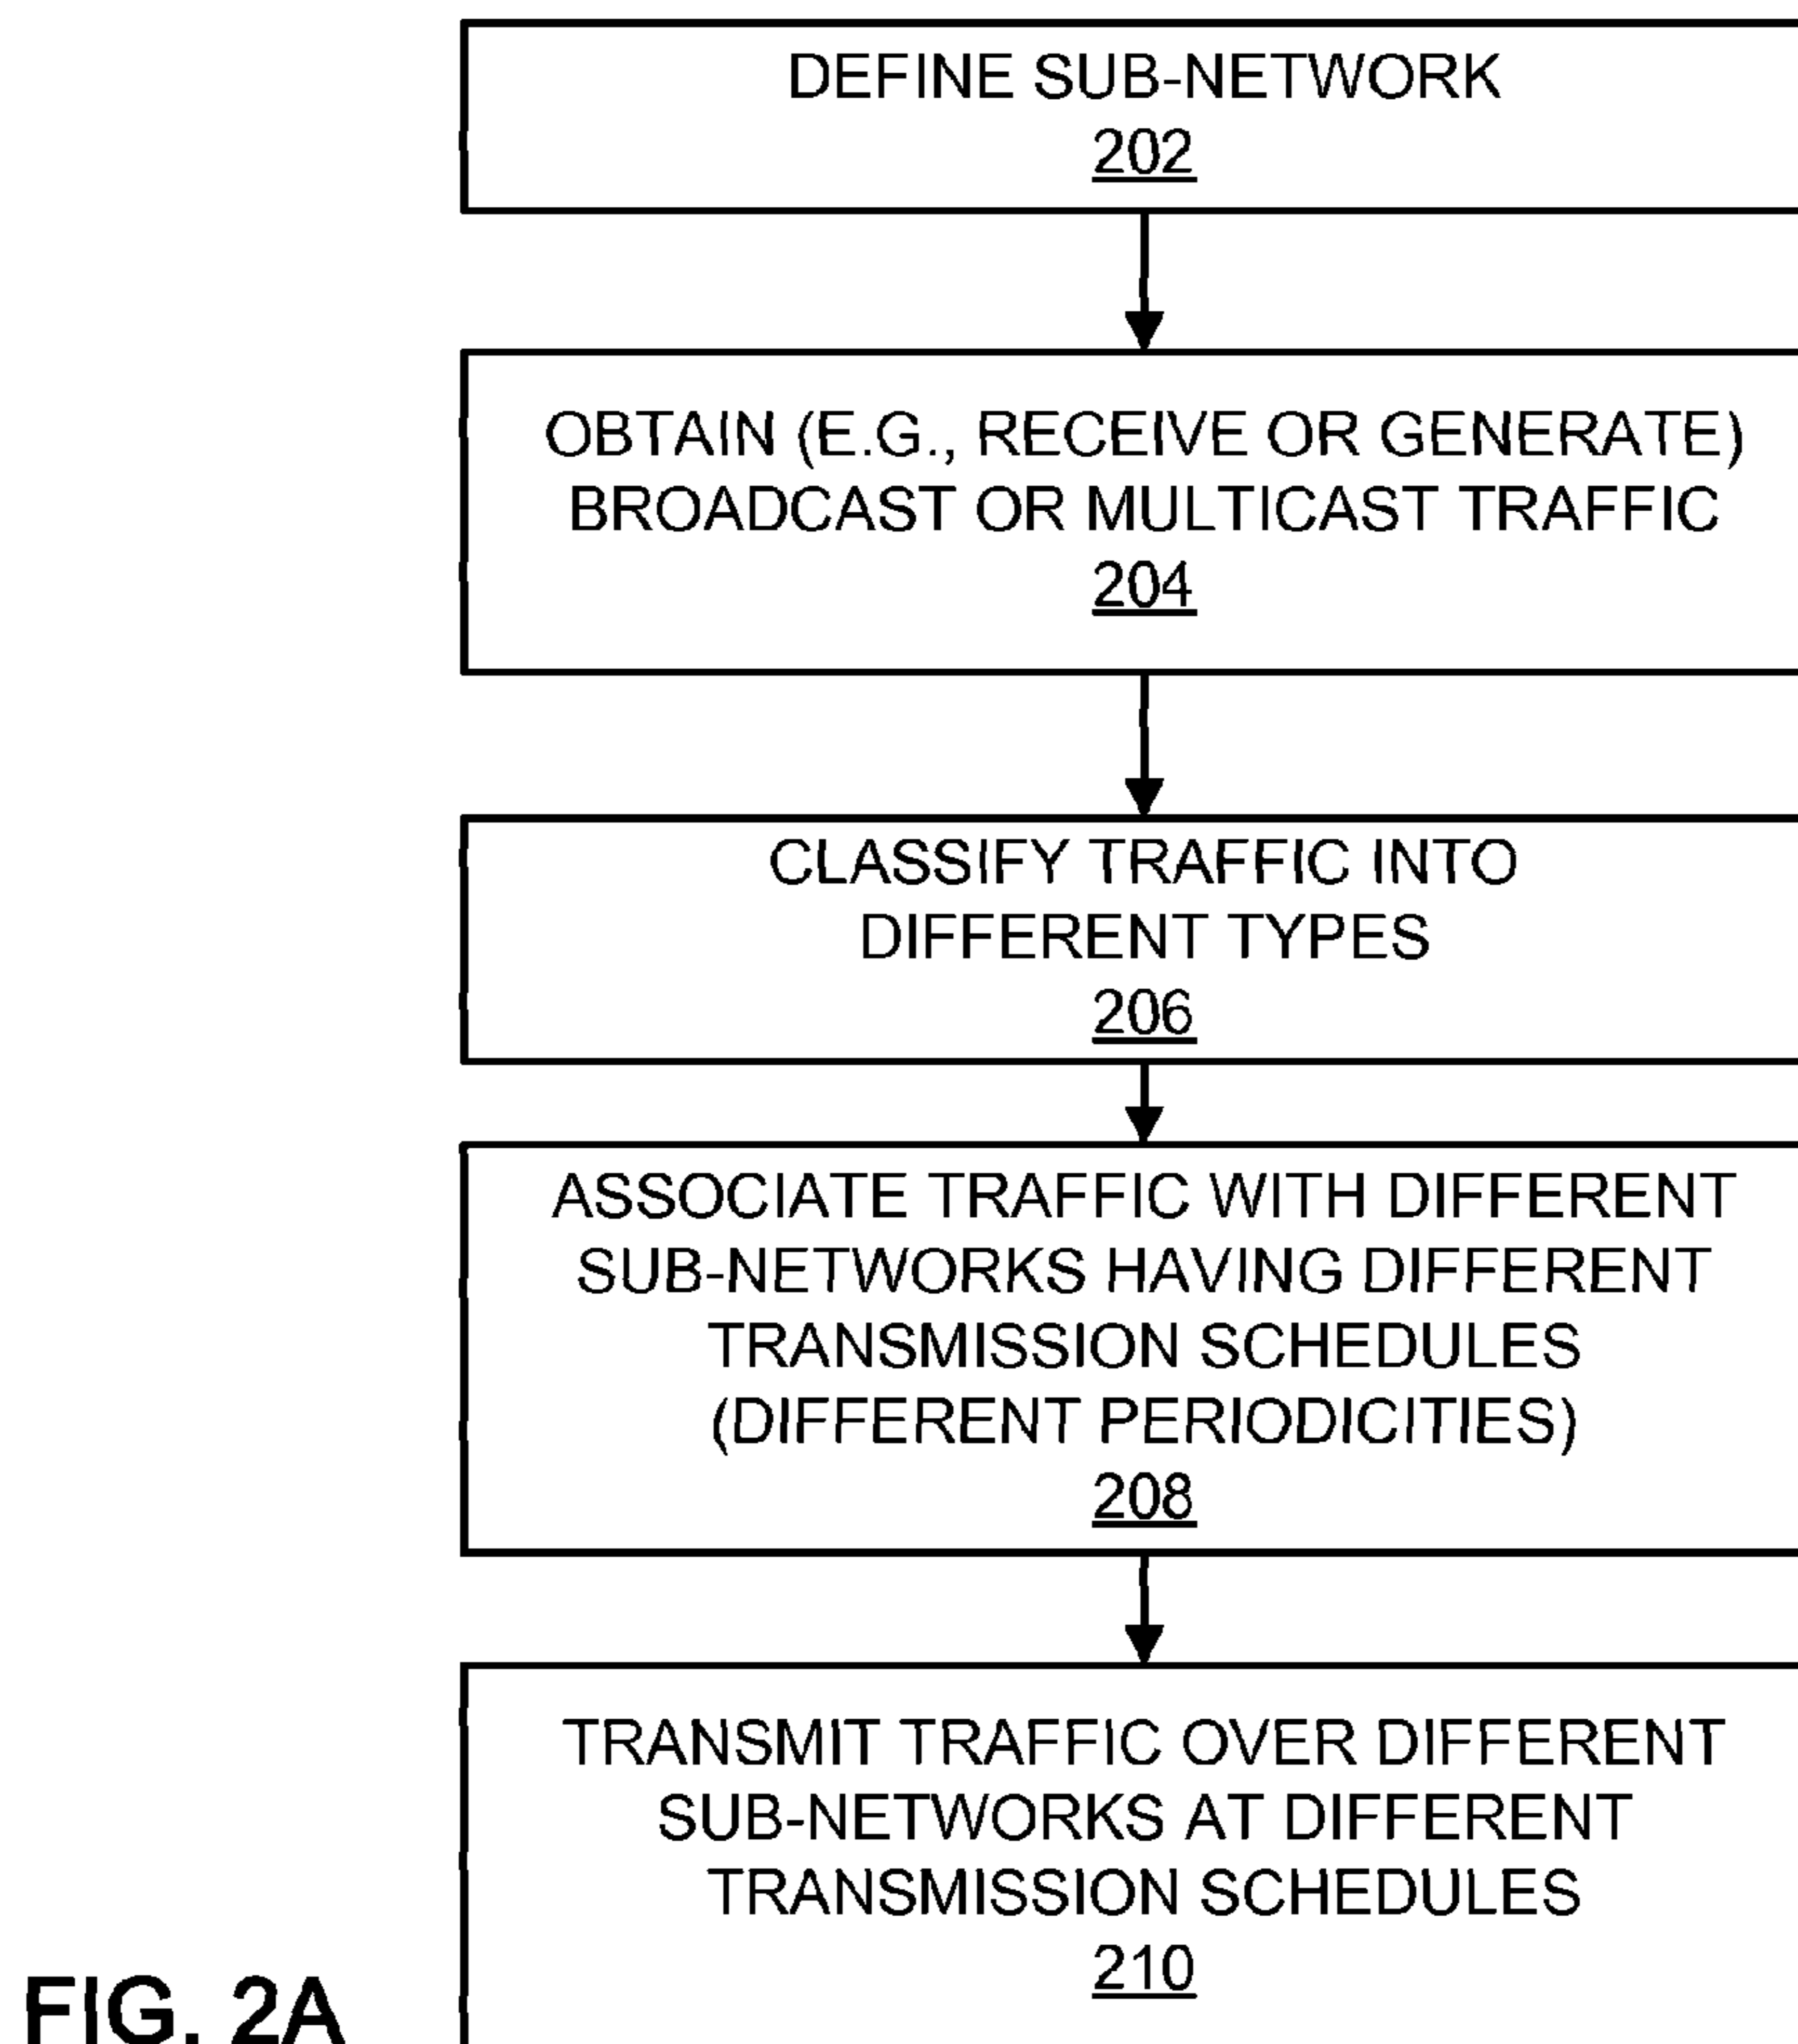 DEFINE SUB-NETWORK
202
OBTAIN (E.G., RECEIVE OR GENERATE)
BROADCAST OR MULTICAST TRAFFIC
204
CLASSIFY TRAFFIC INTO
DIFFERENT TYPES
206
ASSOCIATE TRAFFIC WITH DIFFERENT
SUB-NETWORKS HAVING DIFFERENT
TRANSMISSION SCHEDULES
(DIFFERENT PERIODICITIES)
208
TRANSMIT TRAFFIC OVER DIFFERENT
SUB-NETWORKS AT DIFFERENT
TRANSMISSION SCHEDULES
210
FIG. 2A